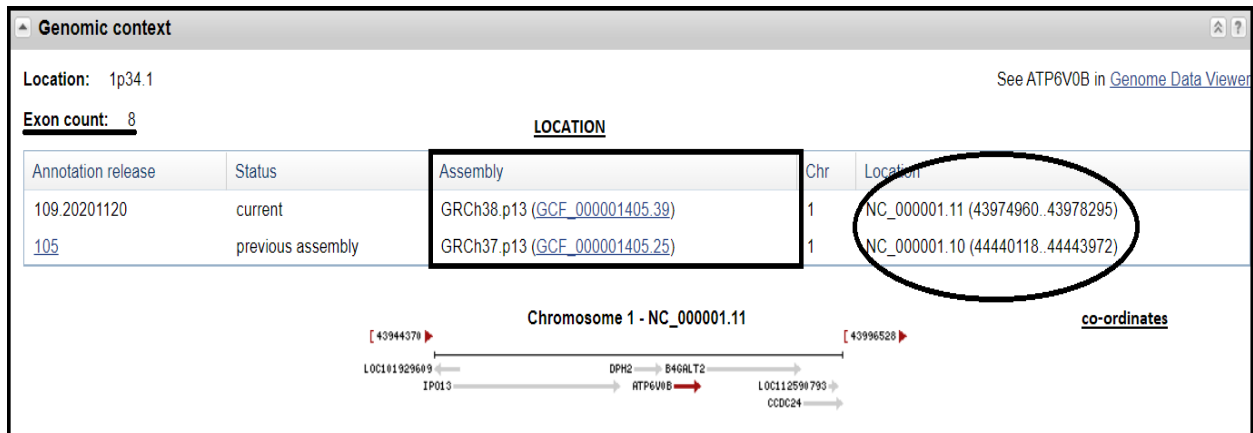 Genomic context
Location: 1p34.1
See ATP6V0B in Genome Data Viewer
Exon count: 8
LOCATION
Annotation release Status Assembly Chr Location
109.20201120 current GRCh38.p13 (GCF_000001405.39) 1 NC_000001.11 (43974960..43978295)
105 previous assembly GRCh37.p13 (GCF_000001405.25) 1 NC_000001.10 (44440118..44443972)
Chromosome 1 - NC_000001.11
co-ordinates
[ 43944370
[ 43996528
LOC101929609 DPH2 B4GALT2
IPO13 ATP6V0B LOC112590793
CCDC24